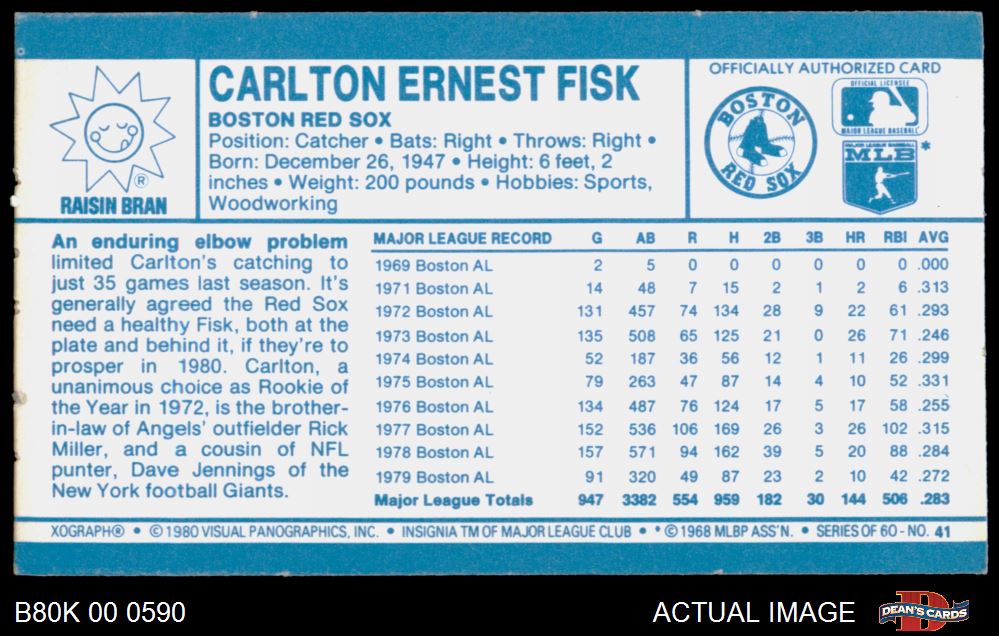 CARLTON ERNEST FISK
BOSTON RED SOX
Position: Catcher • Bats: Right • Throws: Right •
Born: December 26, 1947 • Height: 6 feet, 2
inches • Weight: 200 pounds • Hobbies: Sports,
Woodworking
®
RAISIN BRAN
OFFICIALLY AUTHORIZED CARD
BOSTON
RED SOX
OFFICIAL LICENSEE
MAJOR LEAGUE BASEBALL
MAJOR LEAGUE BASEBALL
MLB *
An enduring elbow problem
limited Carlton's catching to
just 35 games last season. It's
generally agreed the Red Sox
need a healthy Fisk, both at the
plate and behind it, if they're to
prosper in 1980. Carlton, a
unanimous choice as Rookie of
the Year in 1972, is the brother-
in-law of Angels' outfielder Rick
Miller, and a cousin of NFL
punter, Dave Jennings of the
New York football Giants.
MAJOR LEAGUE RECORD G AB R H 2B 3B HR RBI AVG
1969 Boston AL 2 5 0 0 0 0 0 0 .000
1971 Boston AL 14 48 7 15 2 1 2 6 .313
1972 Boston AL 131 457 74 134 28 9 22 61 .293
1973 Boston AL 135 508 65 125 21 0 26 71 .246
1974 Boston AL 52 187 36 56 12 1 11 26 .299
1975 Boston AL 79 263 47 87 14 4 10 52 .331
1976 Boston AL 134 487 76 124 17 5 17 58 .255
1977 Boston AL 152 536 106 169 26 3 26 102 .315
1978 Boston AL 157 571 94 162 39 5 20 88 .284
1979 Boston AL 91 320 49 87 23 2 10 42 .272
Major League Totals 947 3382 554 959 182 30 144 506 .283
XOGRAPH® • © 1980 VISUAL PANOGRAPHICS, INC. • INSIGNIA TM OF MAJOR LEAGUE CLUB • * © 1968 MLBP ASS'N. • SERIES OF 60 - NO. 41
B80K 00 0590
ACTUAL IMAGE
D
DEAN'S CARDS